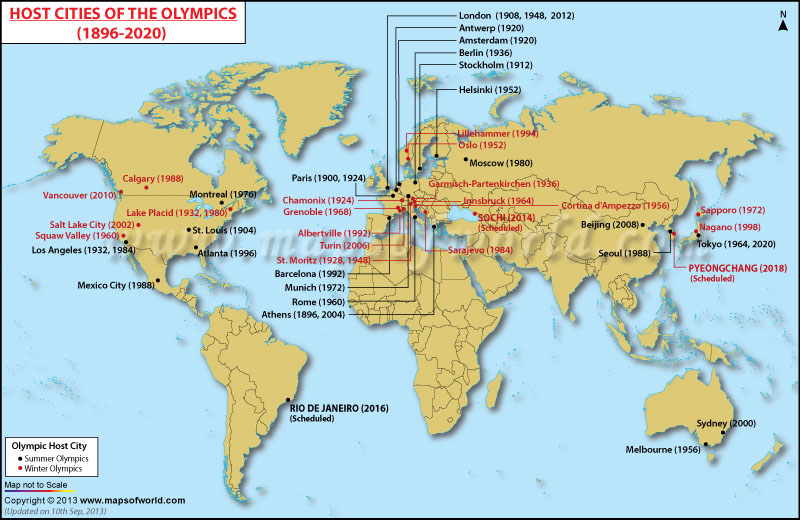 HOST CITIES OF THE OLYMPICS
(1896-2020)
N
London (1908, 1948, 2012)
Antwerp (1920)
Amsterdam (1920)
Berlin (1936)
Stockholm (1912)
Helsinki (1952)
Lillehammer (1994)
Oslo (1952)
Moscow (1980)
Paris (1900, 1924)
Garmisch-Partenkirchen (1936)
Calgary (1988)
Vancouver (2010)
Montreal (1976)
Chamonix (1924)
Innsbruck (1964)
Cortina d'Ampezzo (1956)
Lake Placid (1932, 1980)
Grenoble (1968)
SOCHI (2014)
(Scheduled)
Sapporo (1972)
Salt Lake City (2002)
St. Louis (1904)
Beijing (2008)
Nagano (1998)
Squaw Valley (1960)
Albertville (1992)
Tokyo (1964, 2020)
Los Angeles (1932, 1984)
Turin (2006)
Sarajevo (1984)
Atlanta (1996)
Seoul (1988)
St. Moritz (1928, 1948)
PYEONGCHANG (2018)
(Scheduled)
Barcelona (1992)
Mexico City (1988)
Munich (1972)
Rome (1960)
Athens (1896, 2004)
RIO DE JANEIRO (2016)
(Scheduled)
Sydney (2000)
Melbourne (1956)
Olympic Host City
Summer Olympics
Winter Olympics
Map not to Scale
Copyright © 2013 www.mapsofworld.com
(Updated on 10th Sep, 2013)
www.mapsofworld.com